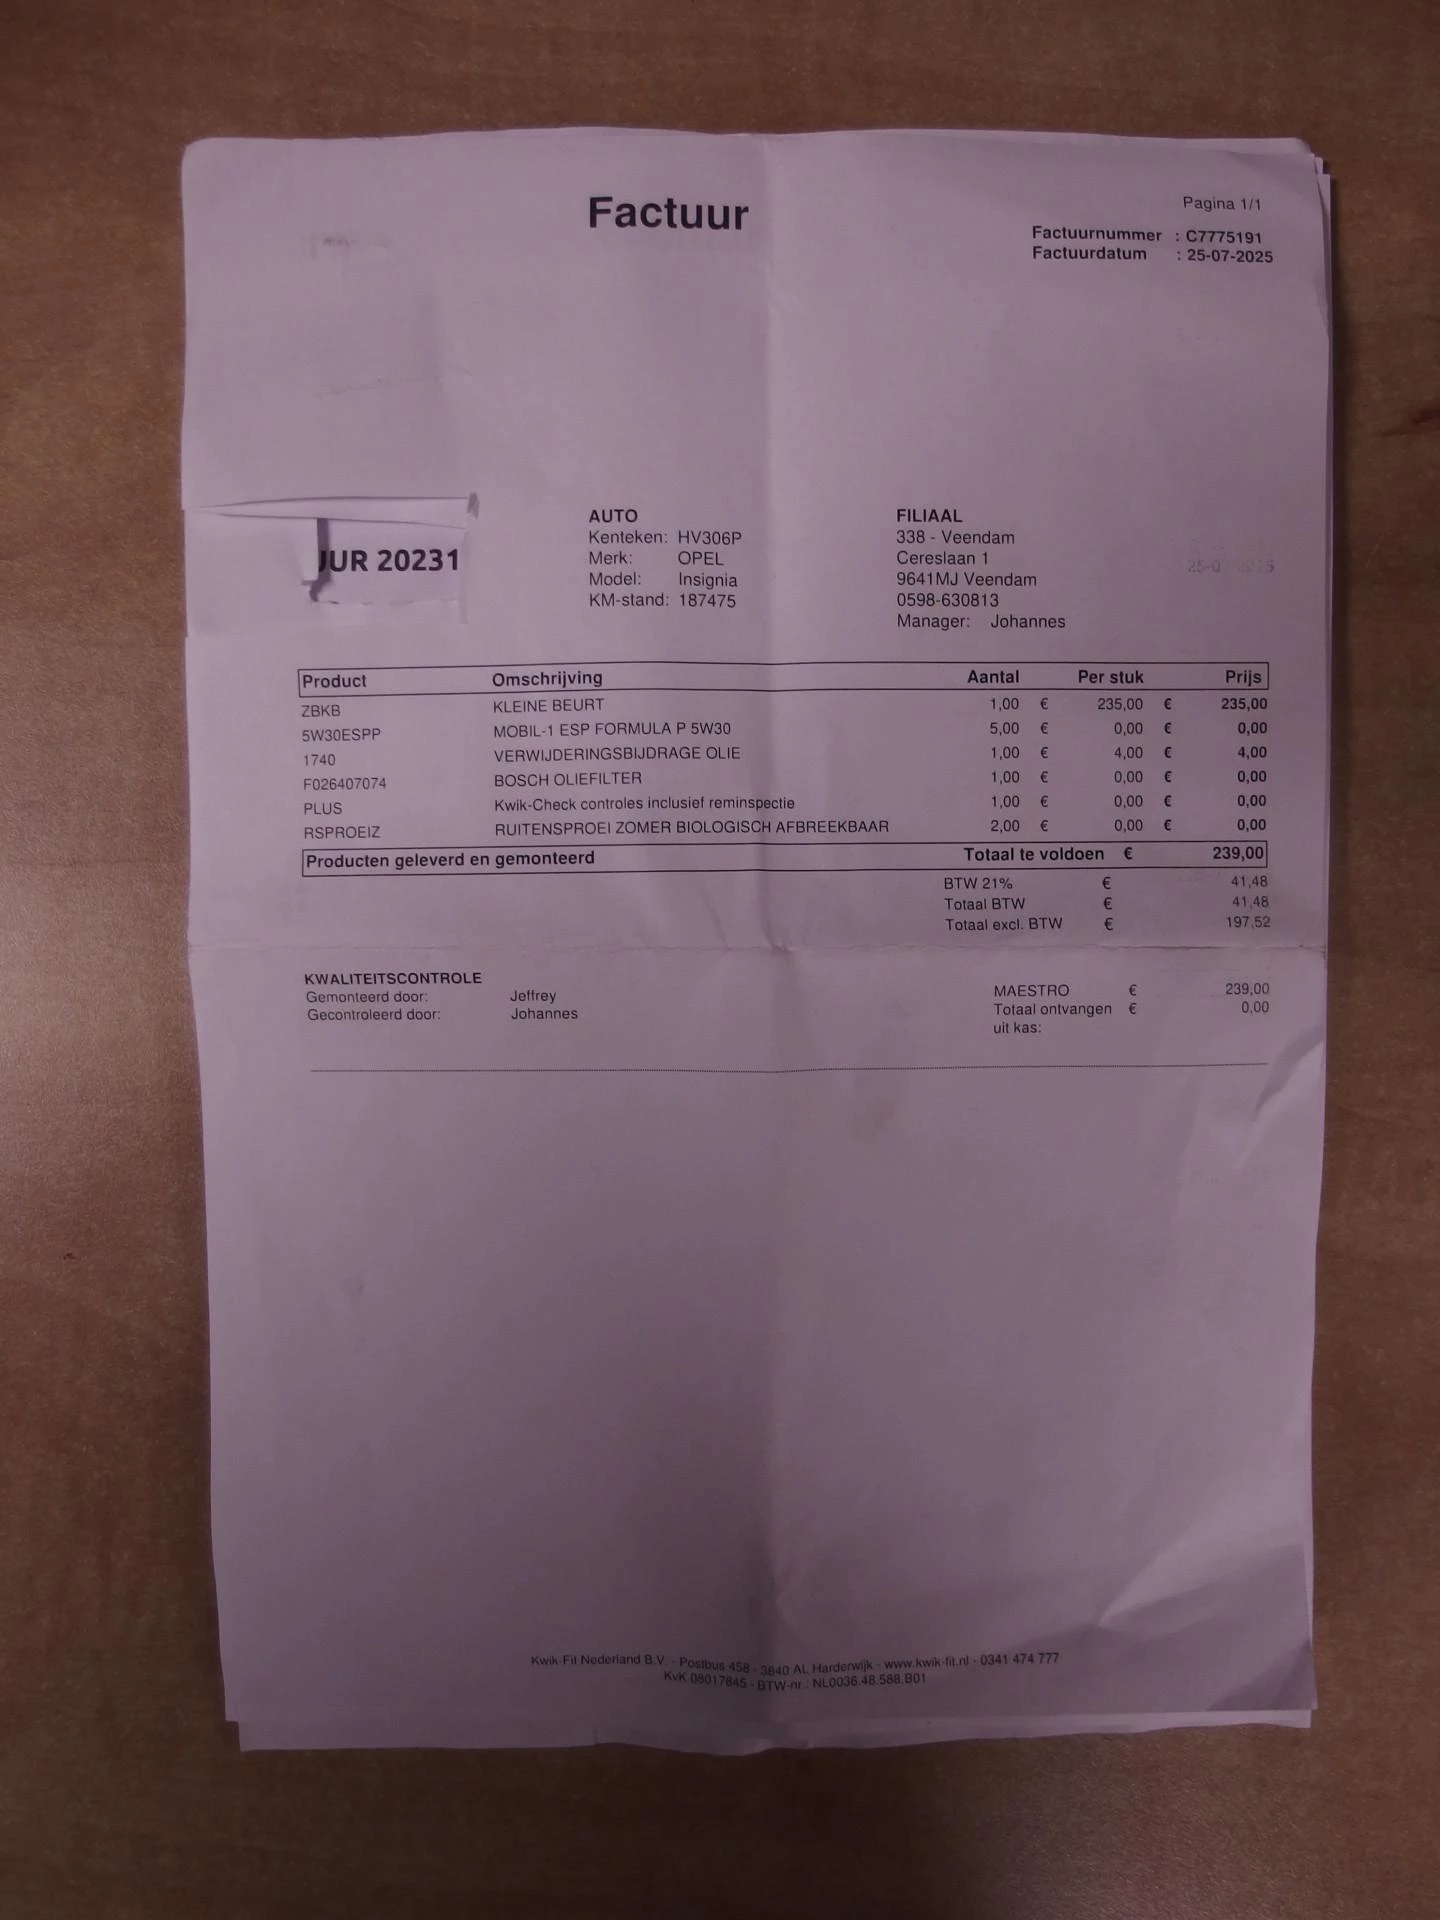 Factuur
Pagina 1/1
Factuurnummer : C7775191
Factuurdatum : 25-07-2025
JUR 20231
AUTO
Kenteken: HV306P
Merk: OPEL
Model: Insignia
KM-stand: 187475
FILIAAL
338 - Veendam
Cereslaan 1
9641MJ Veendam
0598-630813
Manager: Johannes
Product Omschrijving Aantal Per stuk Prijs
ZBKB KLEINE BEURT 1,00 € 235,00 € 235,00
5W30ESPP MOBIL-1 ESP FORMULA P 5W30 5,00 € 0,00 € 0,00
1740 VERWIJDERINGSBIJDRAGE OLIE 1,00 € 4,00 € 4,00
F026407074 BOSCH OLIEFILTER 1,00 € 0,00 € 0,00
PLUS Kwik-Check controles inclusief reminspectie 1,00 € 0,00 € 0,00
RSPROEIZ RUITENSPROEI ZOMER BIOLOGISCH AFBREEKBAAR 2,00 € 0,00 € 0,00
Producten geleverd en gemonteerd Totaal te voldoen € 239,00
BTW 21% € 41,48
Totaal BTW € 41,48
Totaal excl. BTW € 197,52
KWALITEITSCONTROLE
Gemonteerd door: Jeffrey
Gecontroleerd door: Johannes
MAESTRO € 239,00
Totaal ontvangen € 0,00
uit kas:
Kwik-Fit Nederland B.V. - Postbus 458 - 3840 AL Harderwijk - www.kwik-fit.nl - 0341 474 777
KvK 08017845 - BTW-nr.: NL0036.48.588.B01